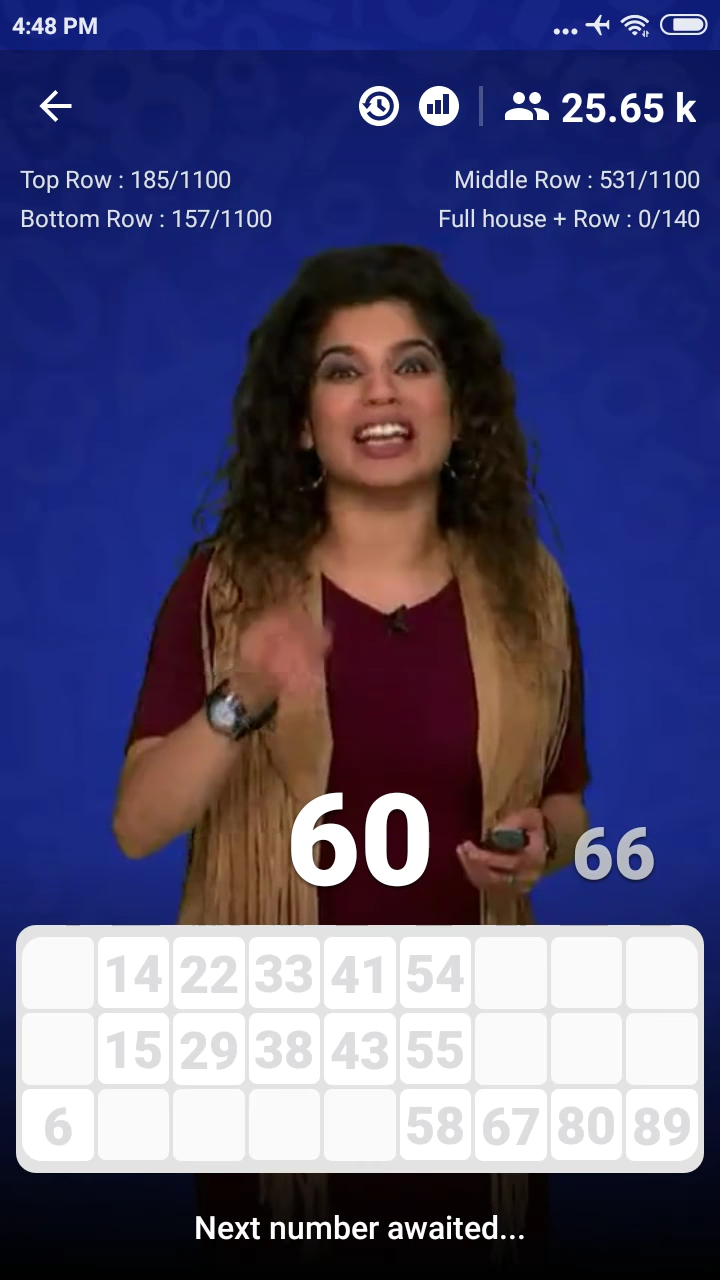 4:48 PM
25.65 k
Top Row : 185/1100
Middle Row : 531/1100
Bottom Row : 157/1100
Full house + Row : 0/140
60
66
14 22 33 41 54
15 29 38 43 55
6 58 67 80 89
Next number awaited...